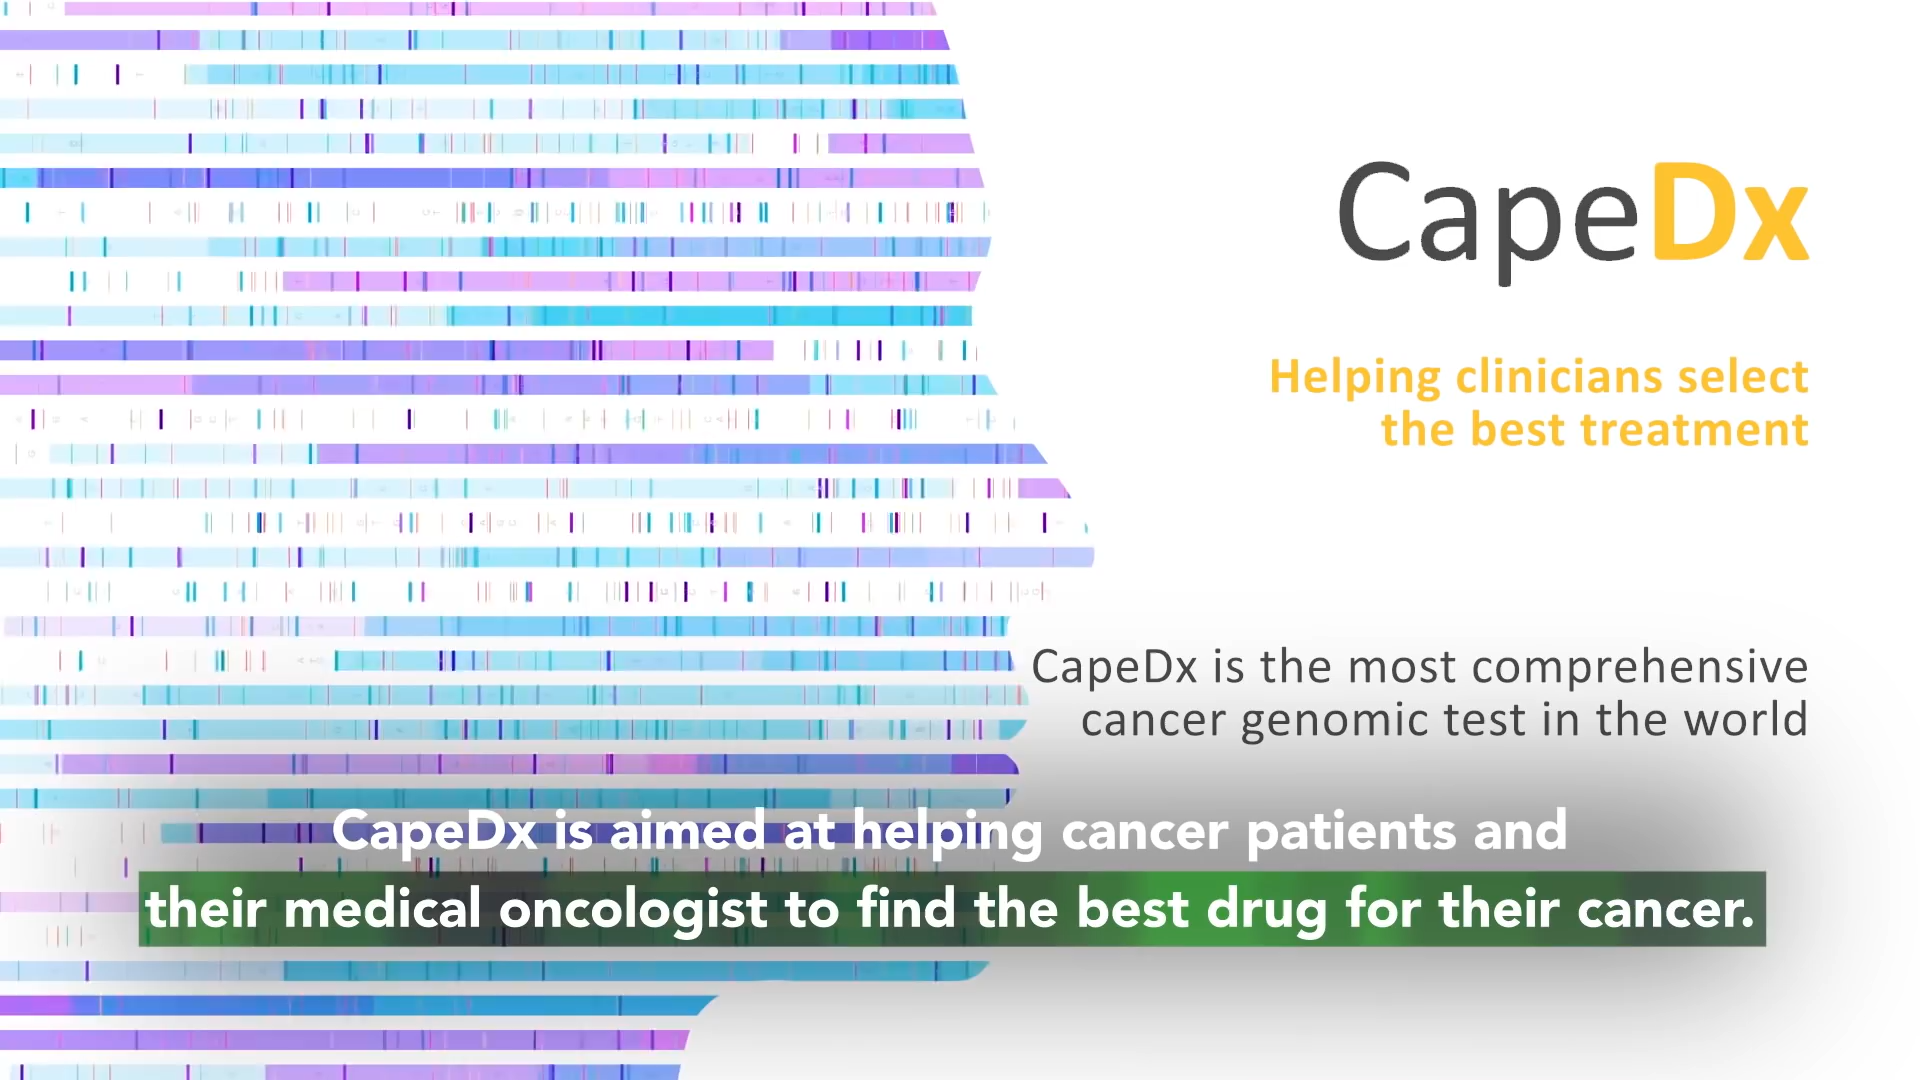 CapeDx
Helping clinicians select
the best treatment
CapeDx is the most comprehensive
cancer genomic test in the world
CapeDx is aimed at helping cancer patients and
their medical oncologist to find the best drug for their cancer.